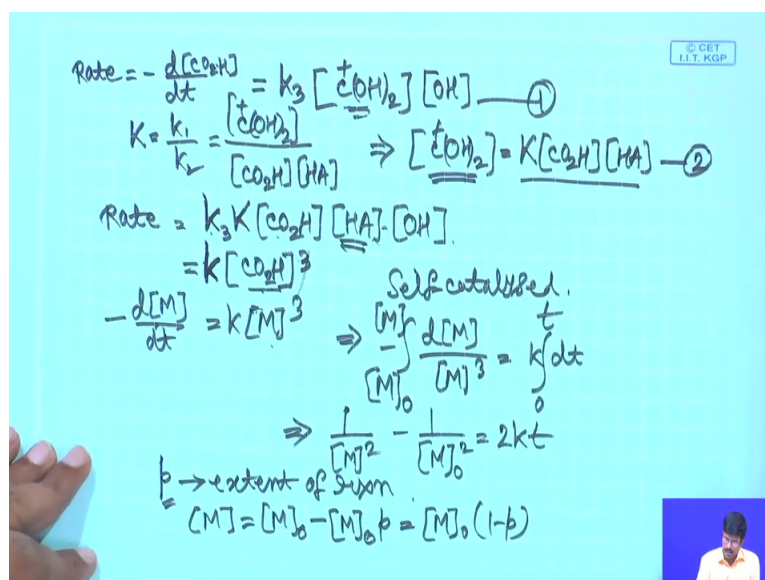 © CET
I.I.T. KGP
Rate = - d[CO₂H]/dt = k₃ [C⁺(OH)₂] [OH] — ①
K = k₁/k₂ = [C⁺(OH)₂]/[CO₂H][HA] ⇒ [C⁺(OH)₂] = K[CO₂H][HA] — ②
Rate = k₃K[CO₂H][HA]·[OH]
= k[CO₂H]³
Self-catalysed.
- d[M]/dt = k[M]³ ⇒ - ∫_{[M]₀}^{[M]} d[M]/[M]³ = k∫₀ᵗ dt
⇒ 1/[M]² - 1/[M]₀² = 2kt
p → extent of rxn
[M] = [M]₀ - [M]₀p = [M]₀(1-p)